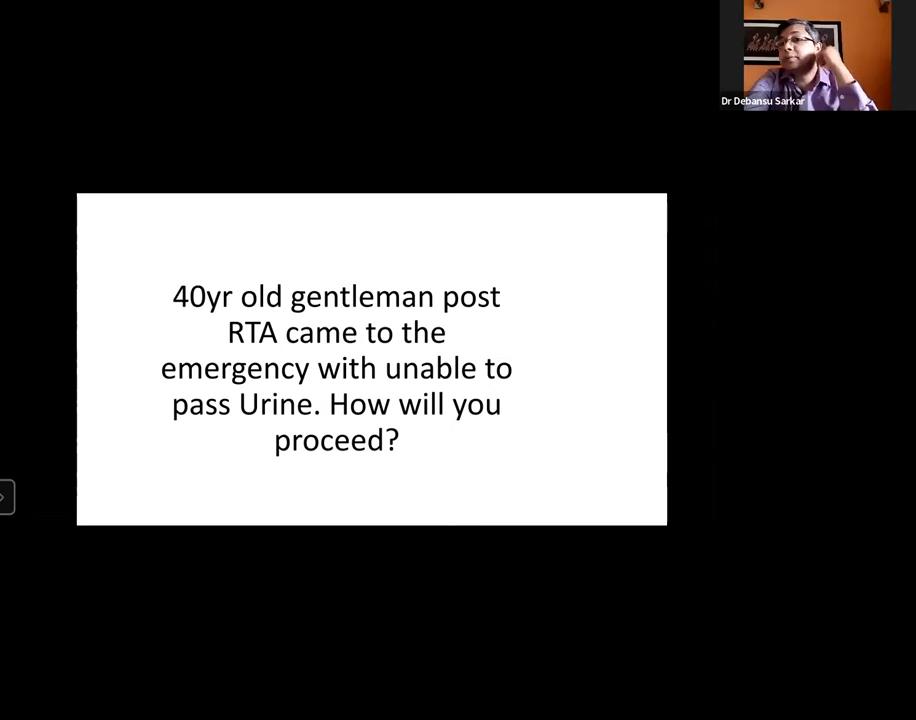 Dr Debansu Sarkar
40yr old gentleman post
RTA came to the
emergency with unable to
pass Urine. How will you
proceed?